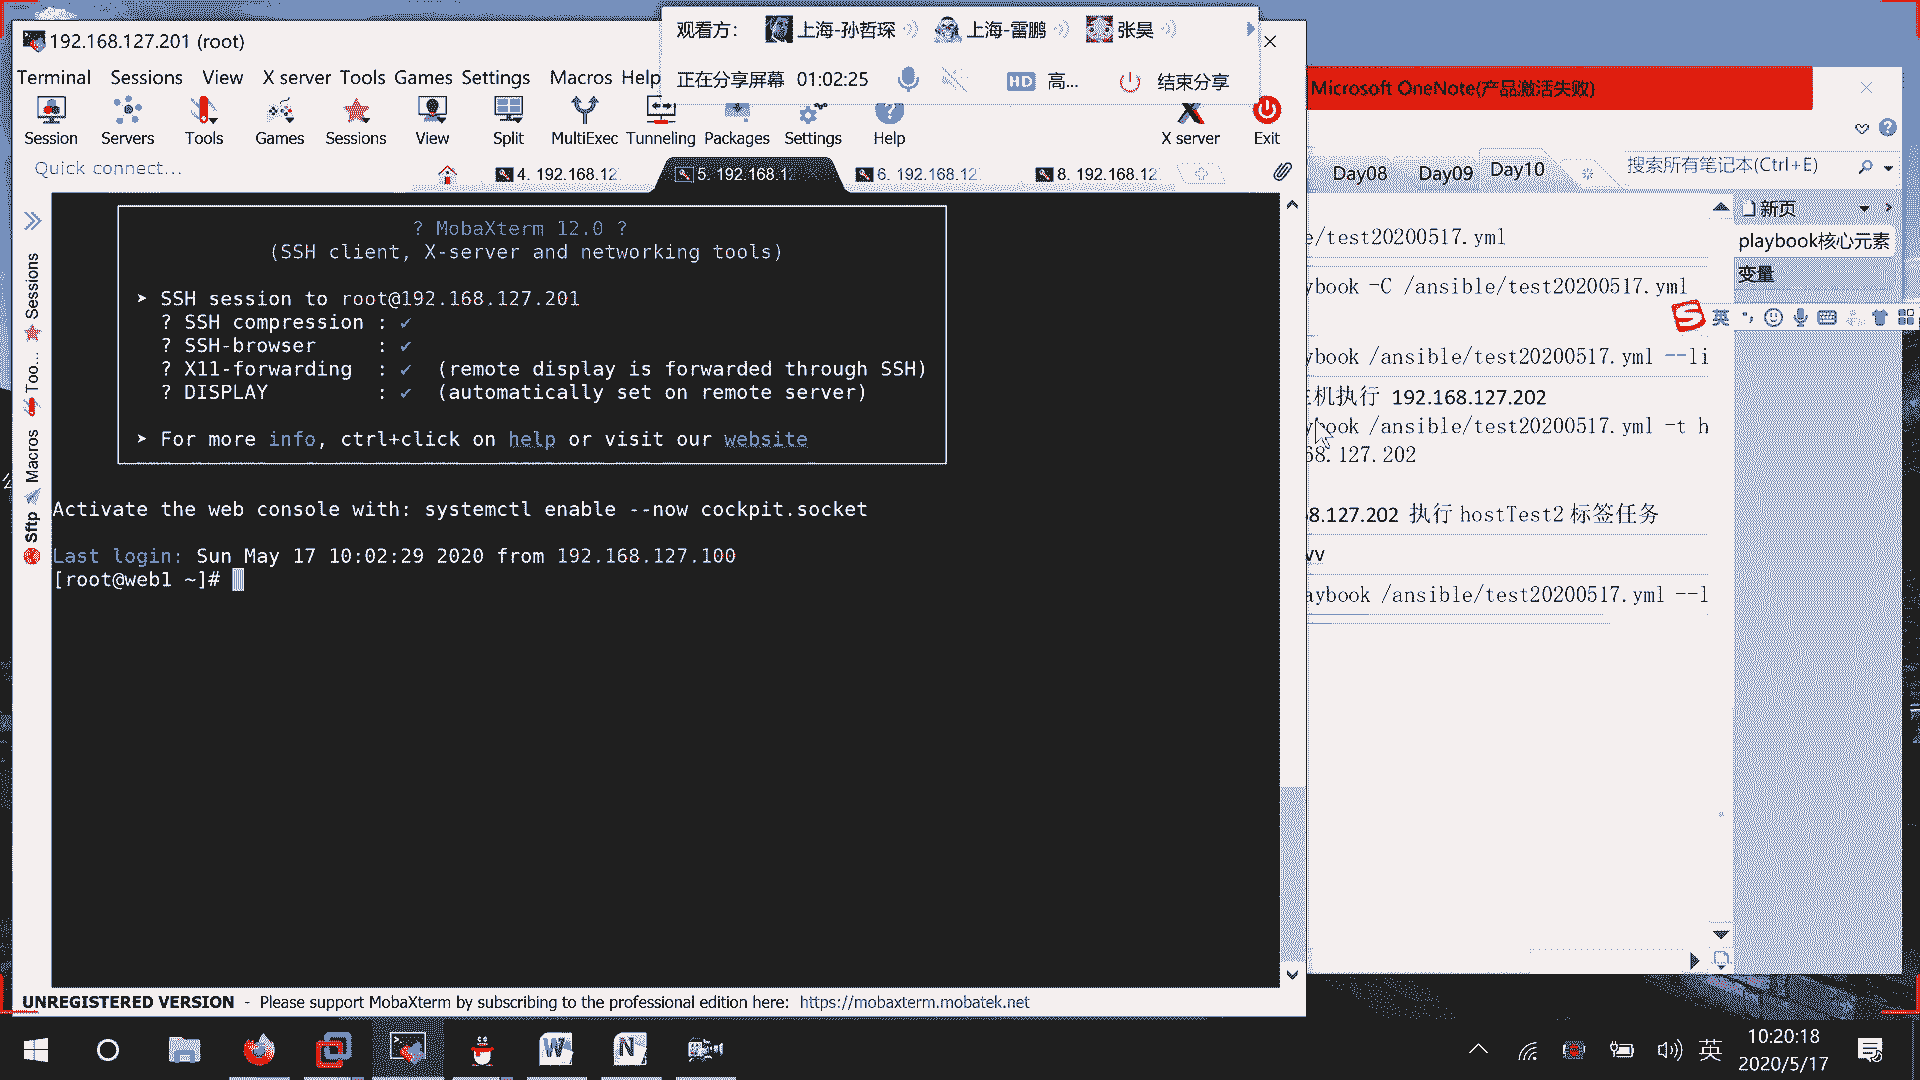 192.168.127.201 (root)
观看方: 上海-孙哲琛 上海-雷鹏 张昊
正在分享屏幕 01:02:25 HD 高... 结束分享
Terminal Sessions View X server Tools Games Settings Macros Help
Session Servers Tools Games Sessions View Split MultiExec Tunneling Packages Settings Help X server Exit
Quick connect...
4. 192.168.12
5. 192.168.1
6. 192.168.12
8. 192.168.12
Sessions
Too...
Macros
Sftp
? MobaXterm 12.0 ?
(SSH client, X-server and networking tools)
➤ SSH session to root@192.168.127.201
? SSH compression : ✔
? SSH-browser : ✔
? X11-forwarding : ✔ (remote display is forwarded through SSH)
? DISPLAY : ✔ (automatically set on remote server)
➤ For more info, ctrl+click on help or visit our website
Activate the web console with: systemctl enable --now cockpit.socket
Last login: Sun May 17 10:02:29 2020 from 192.168.127.100
[root@web1 ~]#
UNREGISTERED VERSION - Please support MobaXterm by subscribing to the professional edition here: https://mobaxterm.mobatek.net
Microsoft OneNote(产品激活失败)
Day08 Day09 Day10
搜索所有笔记本(Ctrl+E)
新页
playbook核心元素
变量
英
e/test20200517.yml
ybook -C /ansible/test20200517.yml
ybook /ansible/test20200517.yml --li
机执行 192.168.127.202
ybook /ansible/test20200517.yml -t h
68.127.202
8.127.202 执行 hostTest2 标签任务
vv
aybook /ansible/test20200517.yml --l
英
10:20:18
2020/5/17